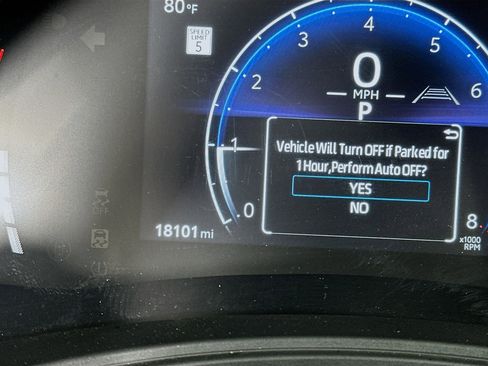 80°F
SPEED
LIMIT
5
1
2
3
4
5
6
8
0
0
MPH
P
Vehicle Will Turn OFF if Parked for
1 Hour,Perform Auto OFF?
YES
NO
18101 mi
x1000
RPM